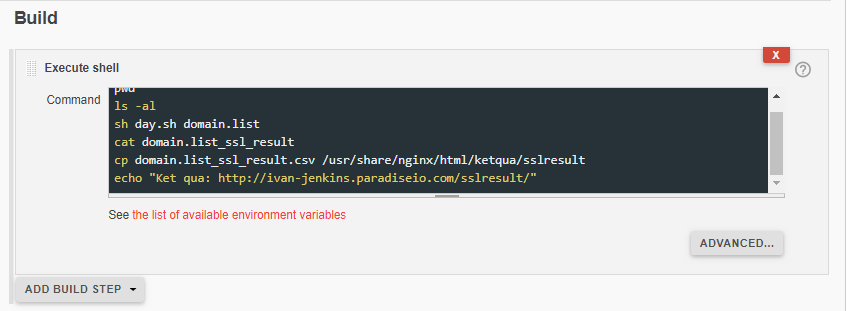 Build
X
Execute shell
Command
pwd
ls -al
sh day.sh domain.list
cat domain.list_ssl_result
cp domain.list_ssl_result.csv /usr/share/nginx/html/ketqua/sslresult
echo "Ket qua: http://ivan-jenkins.paradiseio.com/sslresult/"
See the list of available environment variables
ADVANCED...
ADD BUILD STEP